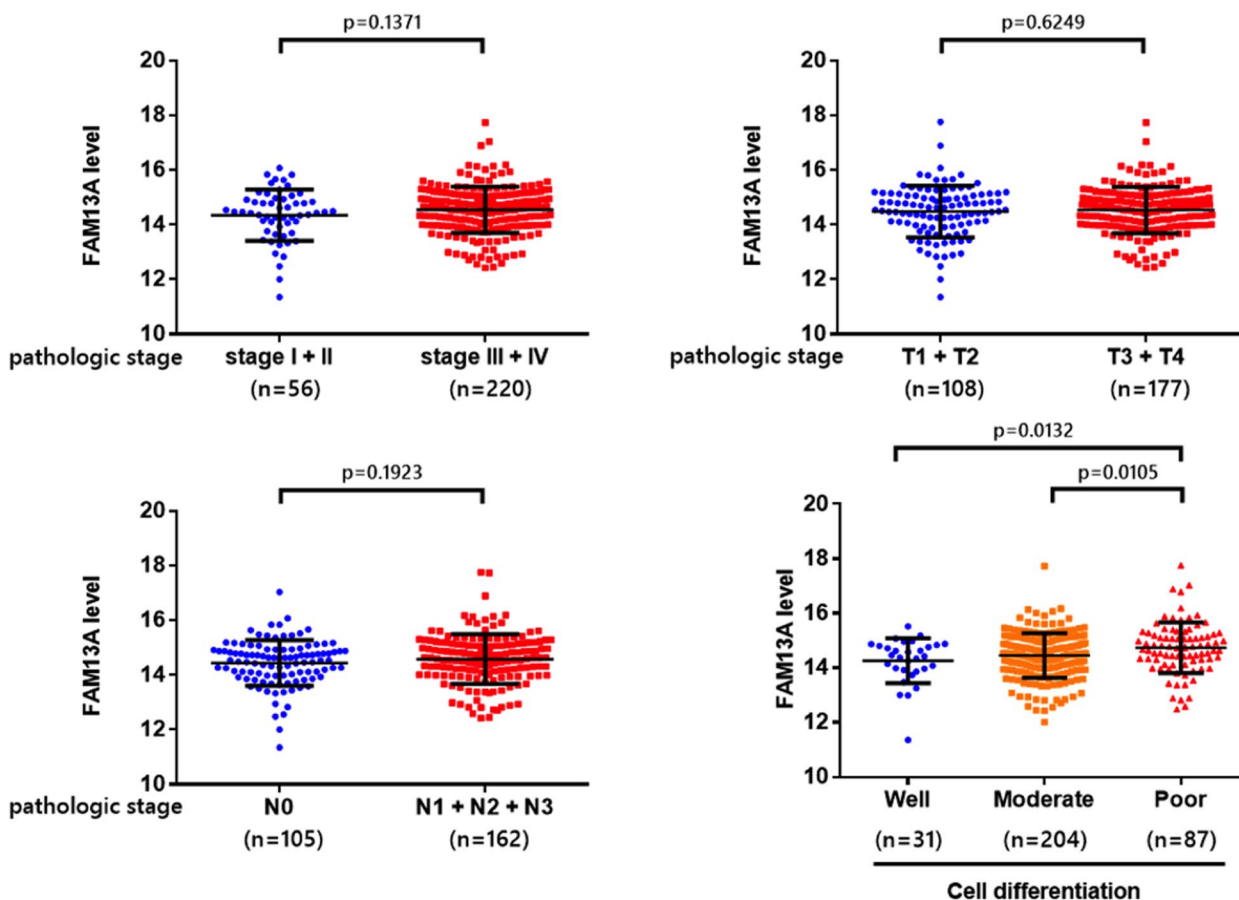 p=0.1371
20
18
16
14
12
10
FAM13A level
pathologic stage
stage I + II
stage III + IV
(n=56)
(n=220)
p=0.6249
20
18
16
14
12
10
FAM13A level
pathologic stage
T1 + T2
T3 + T4
(n=108)
(n=177)
p=0.1923
20
18
16
14
12
10
FAM13A level
pathologic stage
N0
N1 + N2 + N3
(n=105)
(n=162)
p=0.0132
p=0.0105
20
18
16
14
12
10
FAM13A level
Well
Moderate
Poor
(n=31)
(n=204)
(n=87)
Cell differentiation